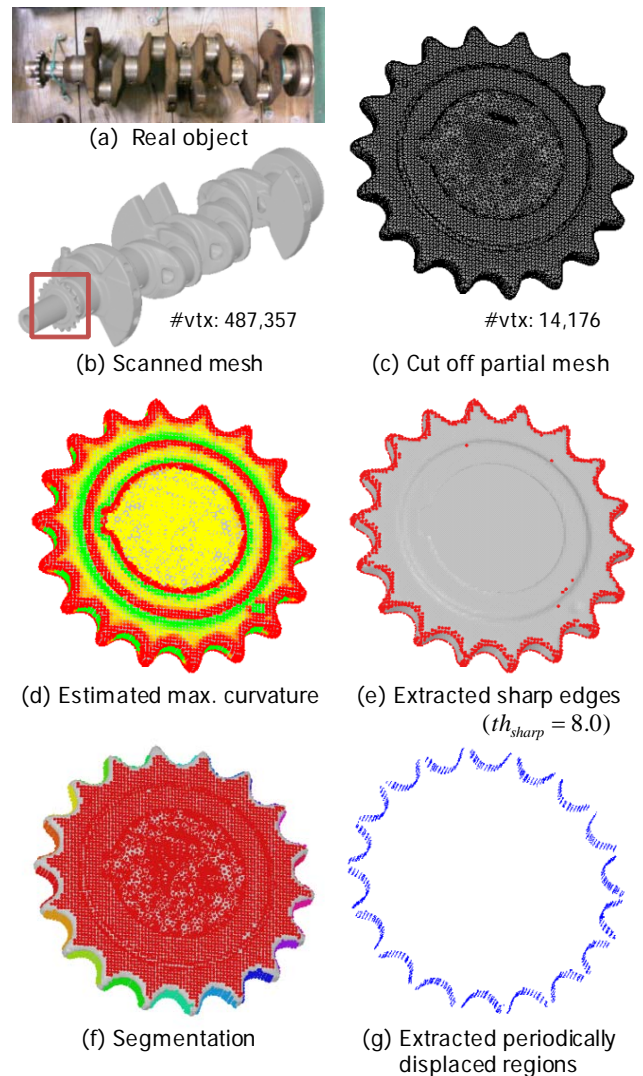 (a) Real object
#vtx: 487,357
#vtx: 14,176
(b) Scanned mesh
(c) Cut off partial mesh
(d) Estimated max. curvature
(e) Extracted sharp edges
(th_sharp = 8.0)
(f) Segmentation
(g) Extracted periodically
displaced regions